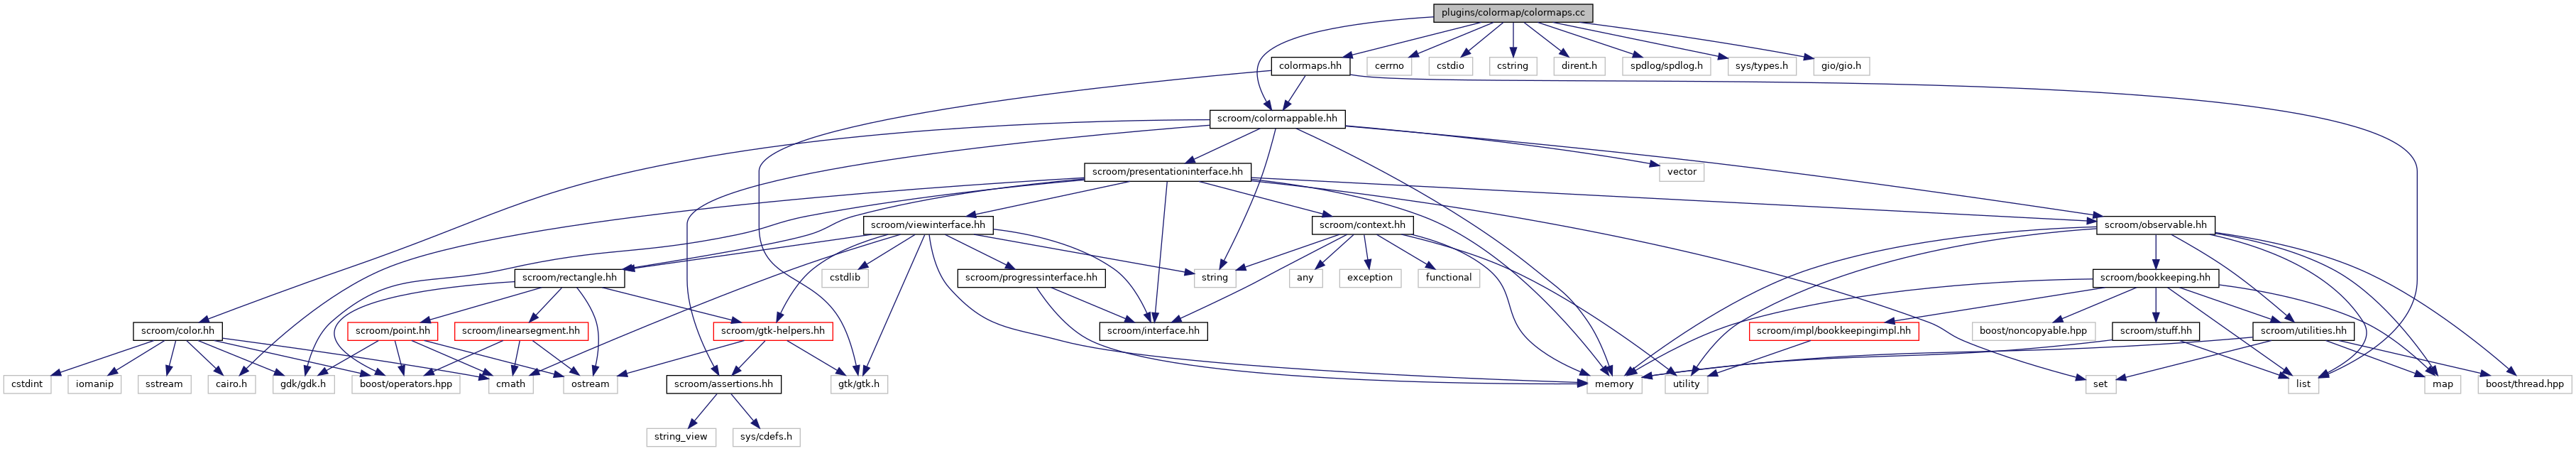 plugins/colormap/colormaps.cc
colormaps.hh
cerrno
cstdio
cstring
dirent.h
spdlog/spdlog.h
sys/types.h
gio/gio.h
scroom/colormappable.hh
scroom/presentationinterface.hh
vector
scroom/viewinterface.hh
scroom/context.hh
scroom/observable.hh
scroom/rectangle.hh
cstdlib
scroom/progressinterface.hh
string
any
exception
functional
scroom/bookkeeping.hh
scroom/color.hh
scroom/point.hh
scroom/linearsegment.hh
scroom/gtk-helpers.hh
scroom/interface.hh
scroom/impl/bookkeepingimpl.hh
boost/noncopyable.hpp
scroom/stuff.hh
scroom/utilities.hh
cstdint
iomanip
sstream
cairo.h
gdk/gdk.h
boost/operators.hpp
cmath
ostream
scroom/assertions.hh
gtk/gtk.h
memory
utility
set
list
map
boost/thread.hpp
string_view
sys/cdefs.h